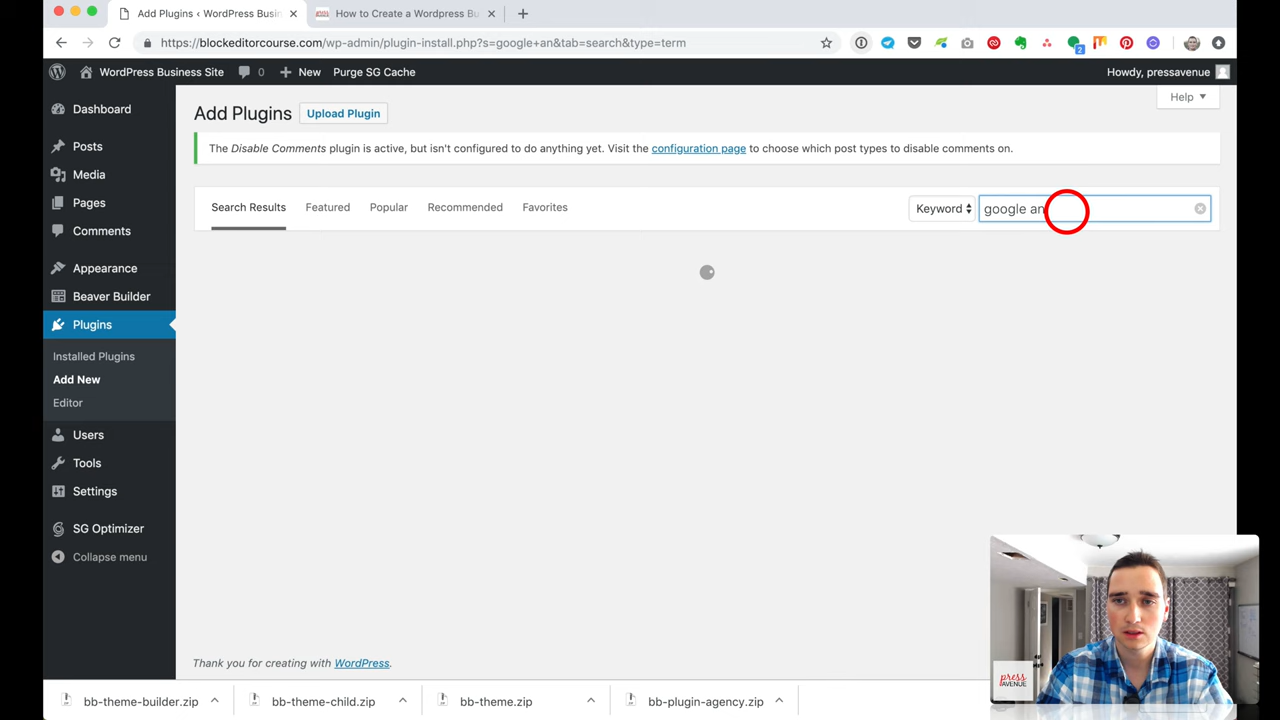 Add Plugins ‹ WordPress Busin
How to Create a Wordpress Bu
https://blockeditorcourse.com/wp-admin/plugin-install.php?s=google+an&tab=search&type=term
2
WordPress Business Site
0
New
Purge SG Cache
Howdy, pressavenue
Dashboard
Posts
Media
Pages
Comments
Appearance
Beaver Builder
Plugins
Installed Plugins
Add New
Editor
Users
Tools
Settings
SG Optimizer
Collapse menu
Help
Add Plugins
Upload Plugin
The Disable Comments plugin is active, but isn't configured to do anything yet. Visit the configuration page to choose which post types to disable comments on.
Search Results
Featured
Popular
Recommended
Favorites
Keyword
google an
Thank you for creating with WordPress.
press
AVENUE
bb-theme-builder.zip
bb-theme-child.zip
bb-theme.zip
bb-plugin-agency.zip